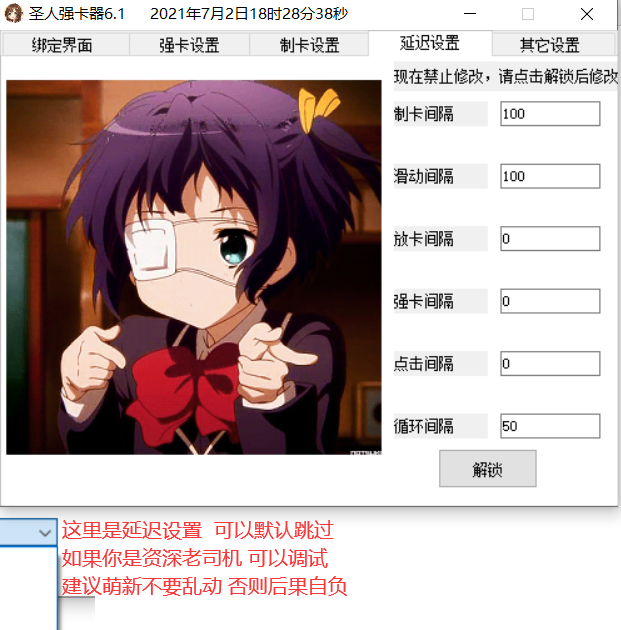 圣人强卡器6.1 2021年7月2日18时28分38秒
绑定界面 强卡设置 制卡设置 延迟设置 其它设置
现在禁止修改，请点击解锁后修改
制卡间隔 100
滑动间隔 100
放卡间隔 0
强卡间隔 0
点击间隔 0
循环间隔 50
解锁
这里是延迟设置 可以默认跳过
如果你是资深老司机 可以调试
建议萌新不要乱动 否则后果自负